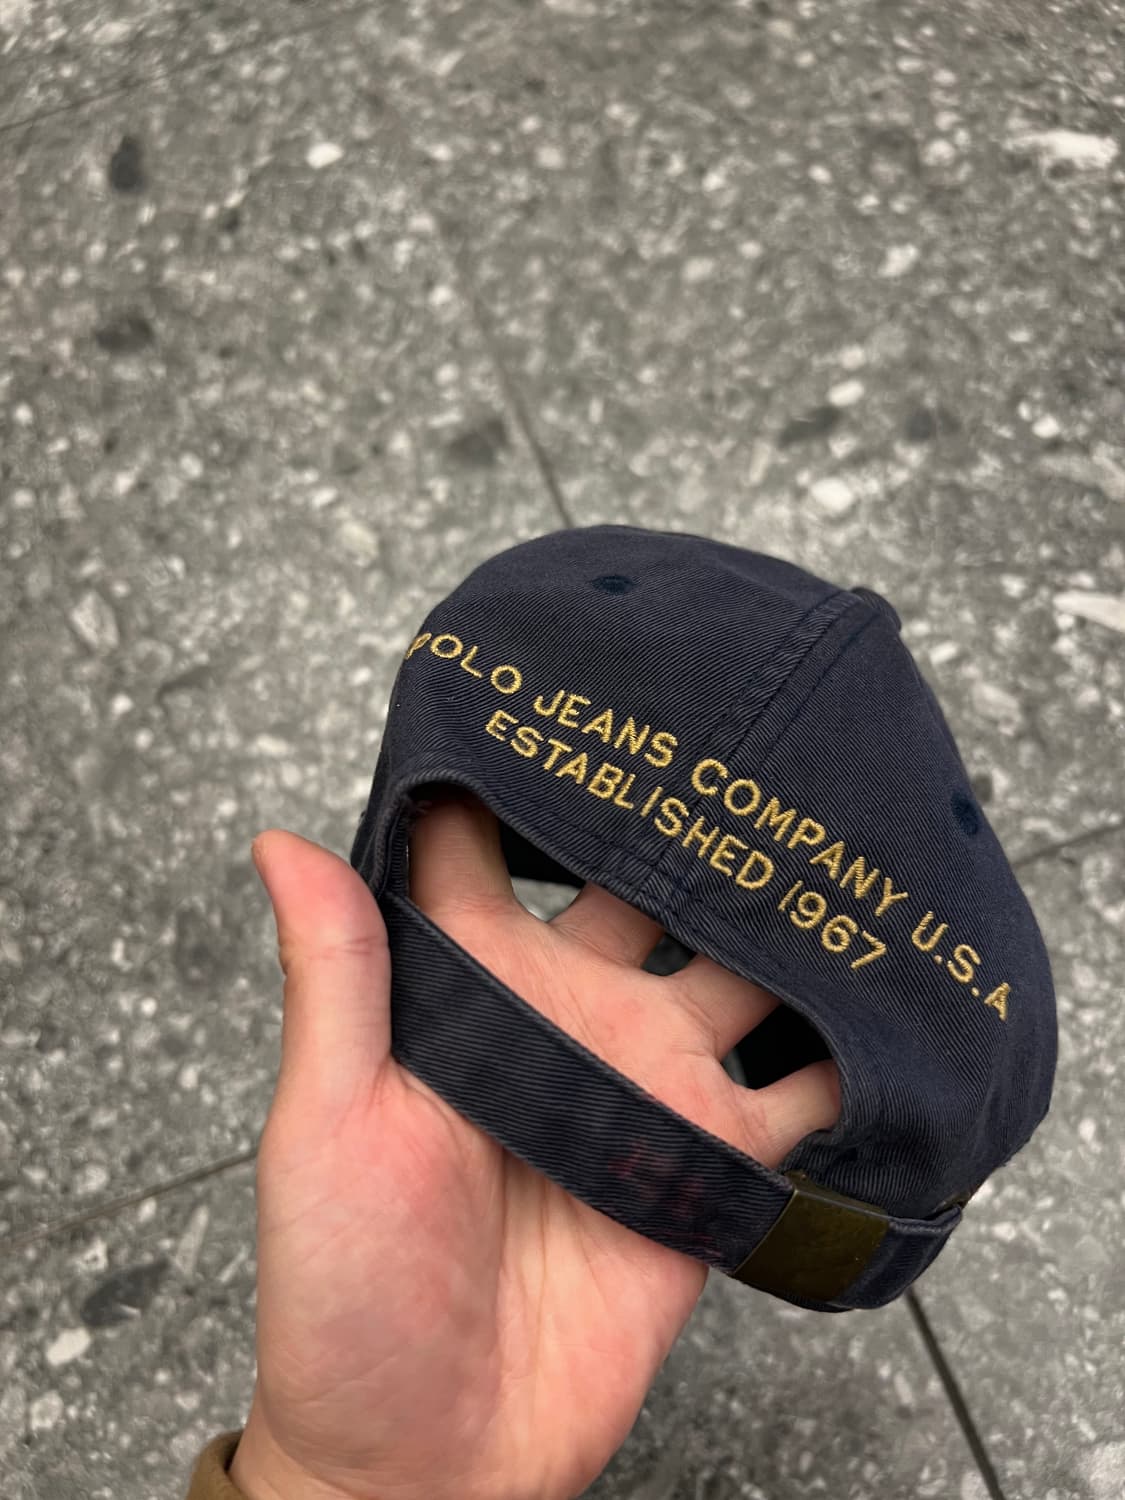 POLO JEANS COMPANY U.S.A
ESTABLISHED 1967